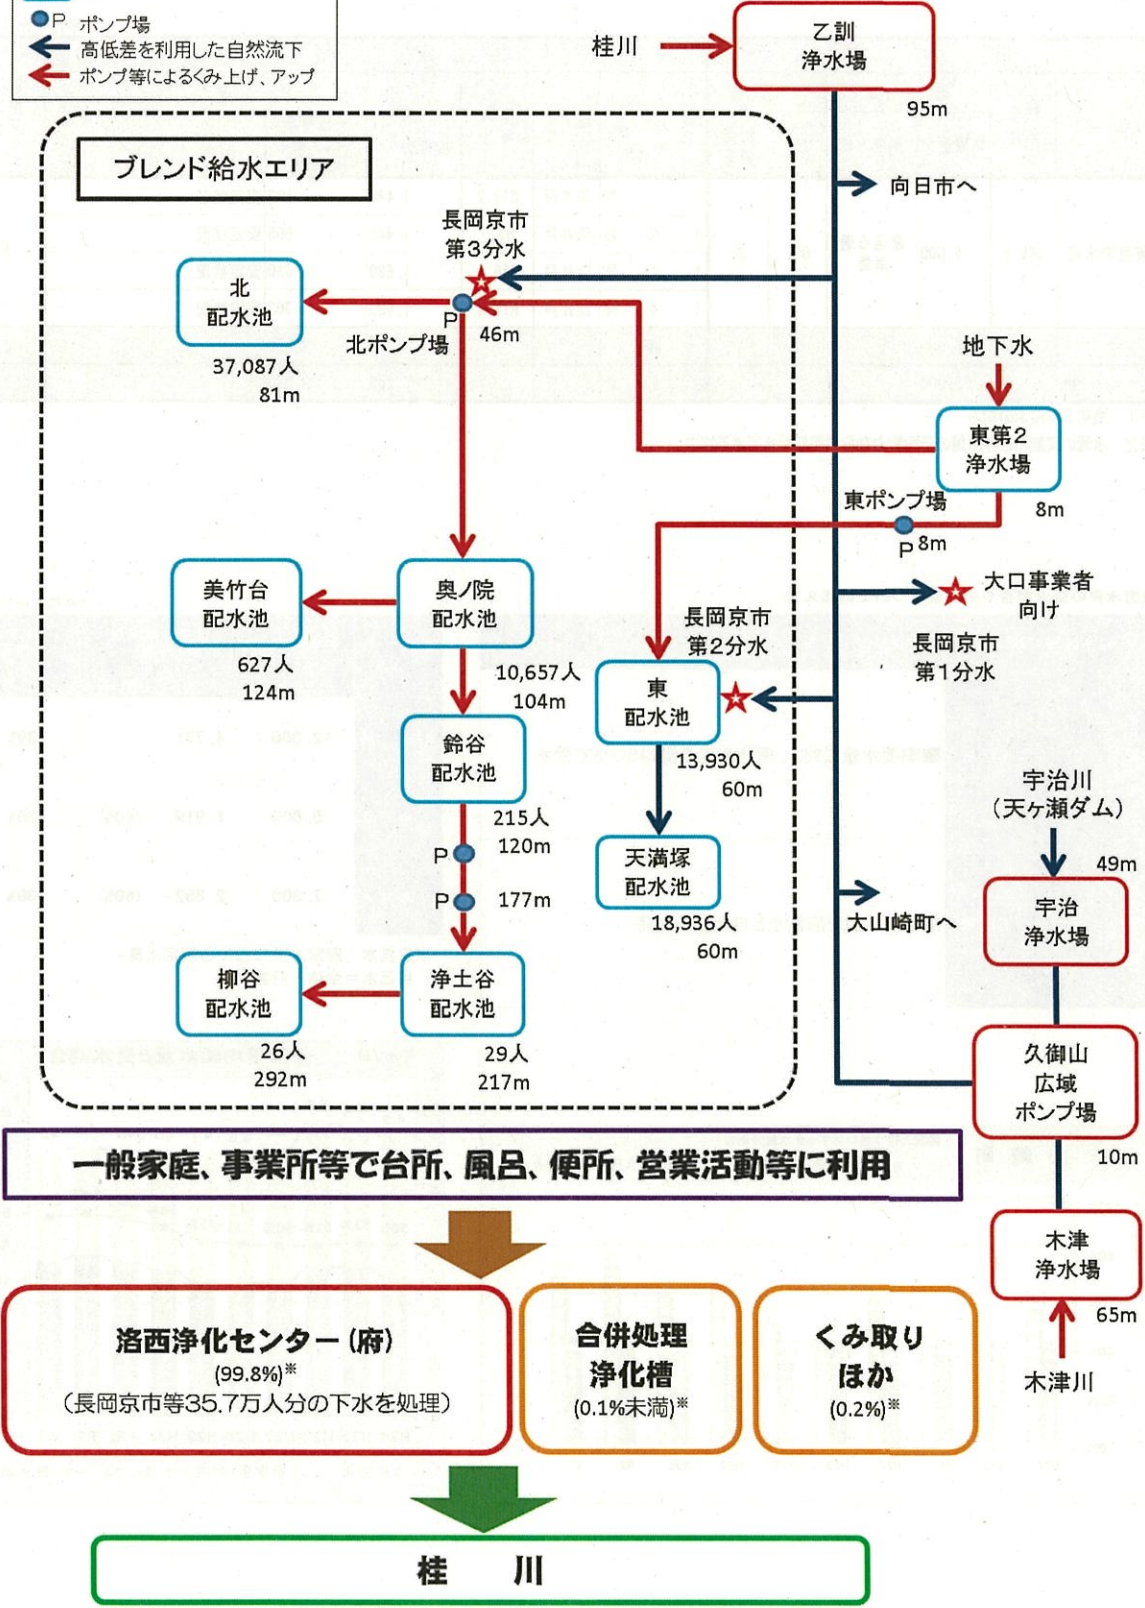 P ポンプ場
高低差を利用した自然流下
ポンプ等によるくみ上げ、アップ
桂川
乙訓
浄水場
95m
ブレンド給水エリア
向日市へ
長岡京市
第3分水
北
配水池
P
46m
北ポンプ場
37,087人
81m
地下水
東第2
浄水場
8m
東ポンプ場
P 8m
美竹台
配水池
奥ノ院
配水池
大口事業者
向け
長岡京市
第2分水
長岡京市
第1分水
627人
124m
10,657人
104m
東
配水池
鈴谷
配水池
13,930人
60m
215人
120m
宇治川
(天ヶ瀬ダム)
P
P
177m
天満塚
配水池
49m
宇治
浄水場
18,936人
60m
大山崎町へ
柳谷
配水池
浄土谷
配水池
26人
292m
29人
217m
久御山
広域
ポンプ場
10m
一般家庭、事業所等で台所、風呂、便所、営業活動等に利用
木津
浄水場
65m
木津川
洛西浄化センター(府)
(99.8%)※
(長岡京市等35.7万人分の下水を処理)
合併処理
浄化槽
(0.1%未満)※
くみ取り
ほか
(0.2%)※
桂 川